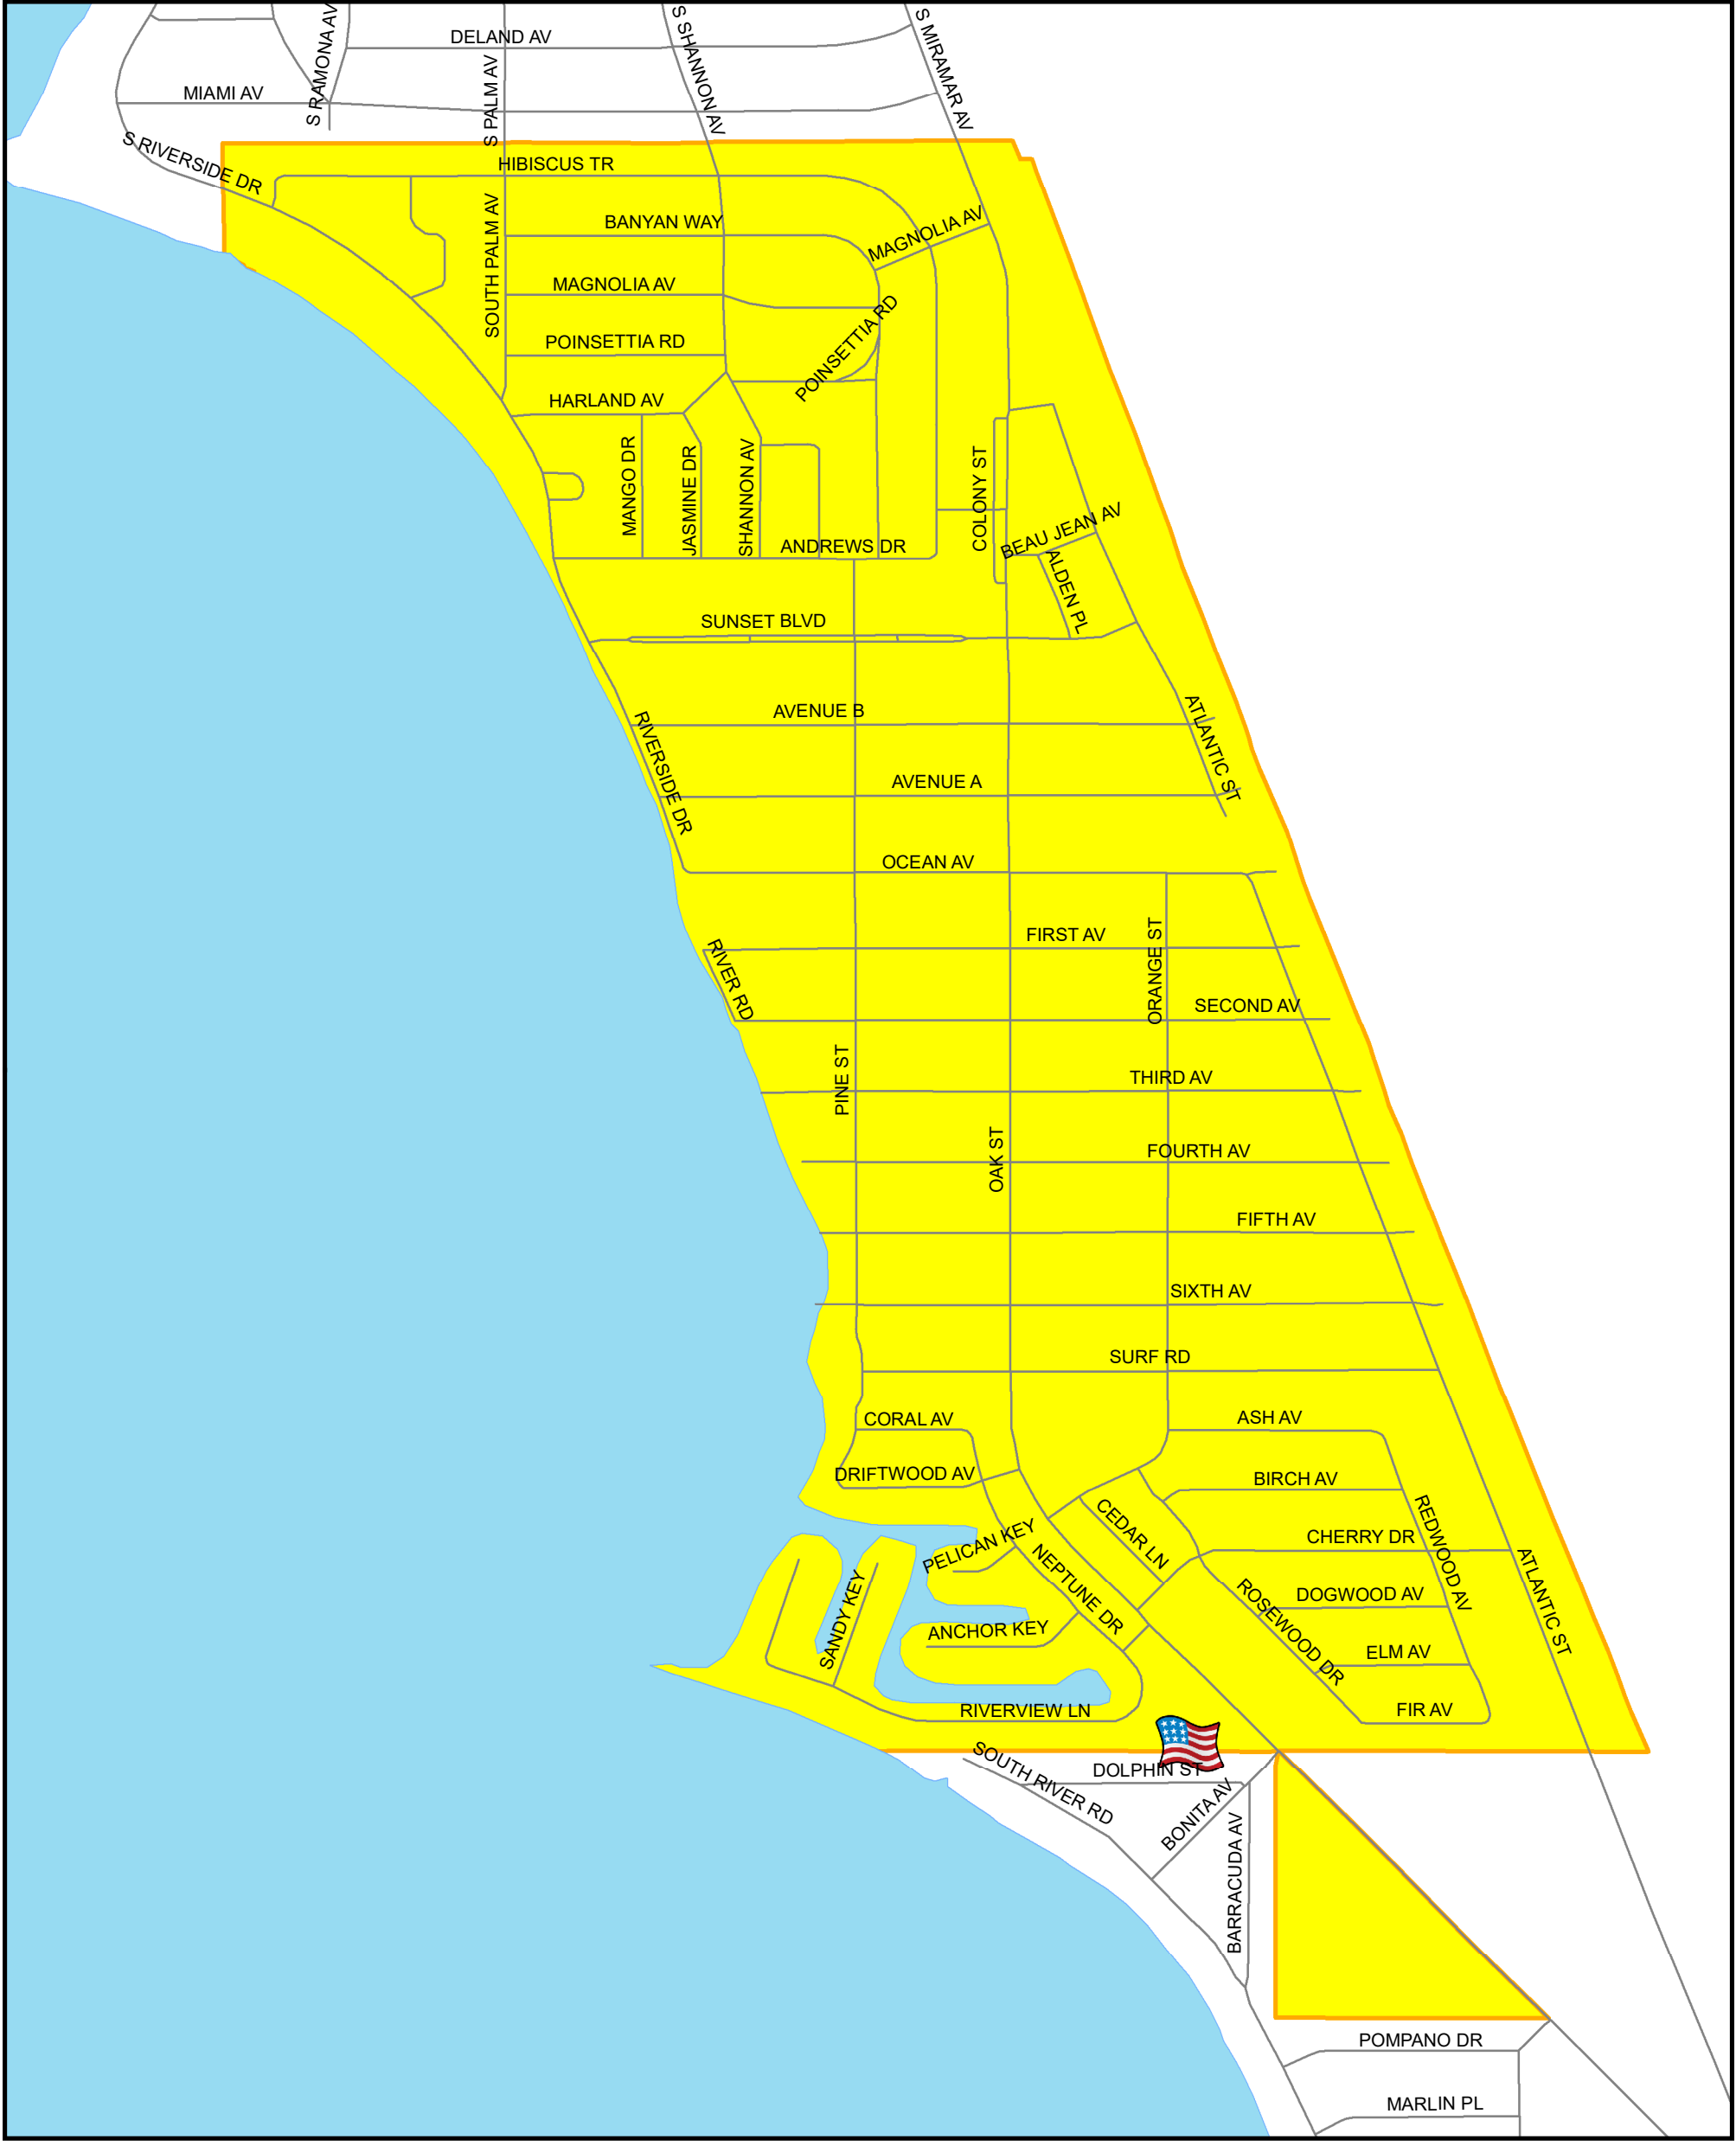 DELAND AV
S RAMONA AV
S PALM AV
S SHANNON AV
S MIRAMAR AV
MIAMI AV
S RIVERSIDE DR
HIBISCUS TR
SOUTH PALM AV
BANYAN WAY
MAGNOLIA AV
MAGNOLIA AV
POINSETTIA RD
POINSETTIA RD
HARLAND AV
MANGO DR
JASMINE DR
SHANNON AV
COLONY ST
BEAU JEAN AV
ANDREWS DR
ALDEN PL
SUNSET BLVD
AVENUE B
RIVERSIDE DR
ATLANTIC ST
AVENUE A
OCEAN AV
FIRST AV
RIVER RD
ORANGE ST
SECOND AV
PINE ST
THIRD AV
OAK ST
FOURTH AV
FIFTH AV
SIXTH AV
SURF RD
CORAL AV
ASH AV
DRIFTWOOD AV
BIRCH AV
REDWOOD AV
CEDAR LN
PELICAN KEY
CHERRY DR
NEPTUNE DR
ATLANTIC ST
SANDY KEY
DOGWOOD AV
ROSEWOOD DR
ANCHOR KEY
ELM AV
RIVERVIEW LN
FIR AV
SOUTH RIVER RD
DOLPHIN ST
BONITA AV
BARRACUDA AV
POMPANO DR
MARLIN PL